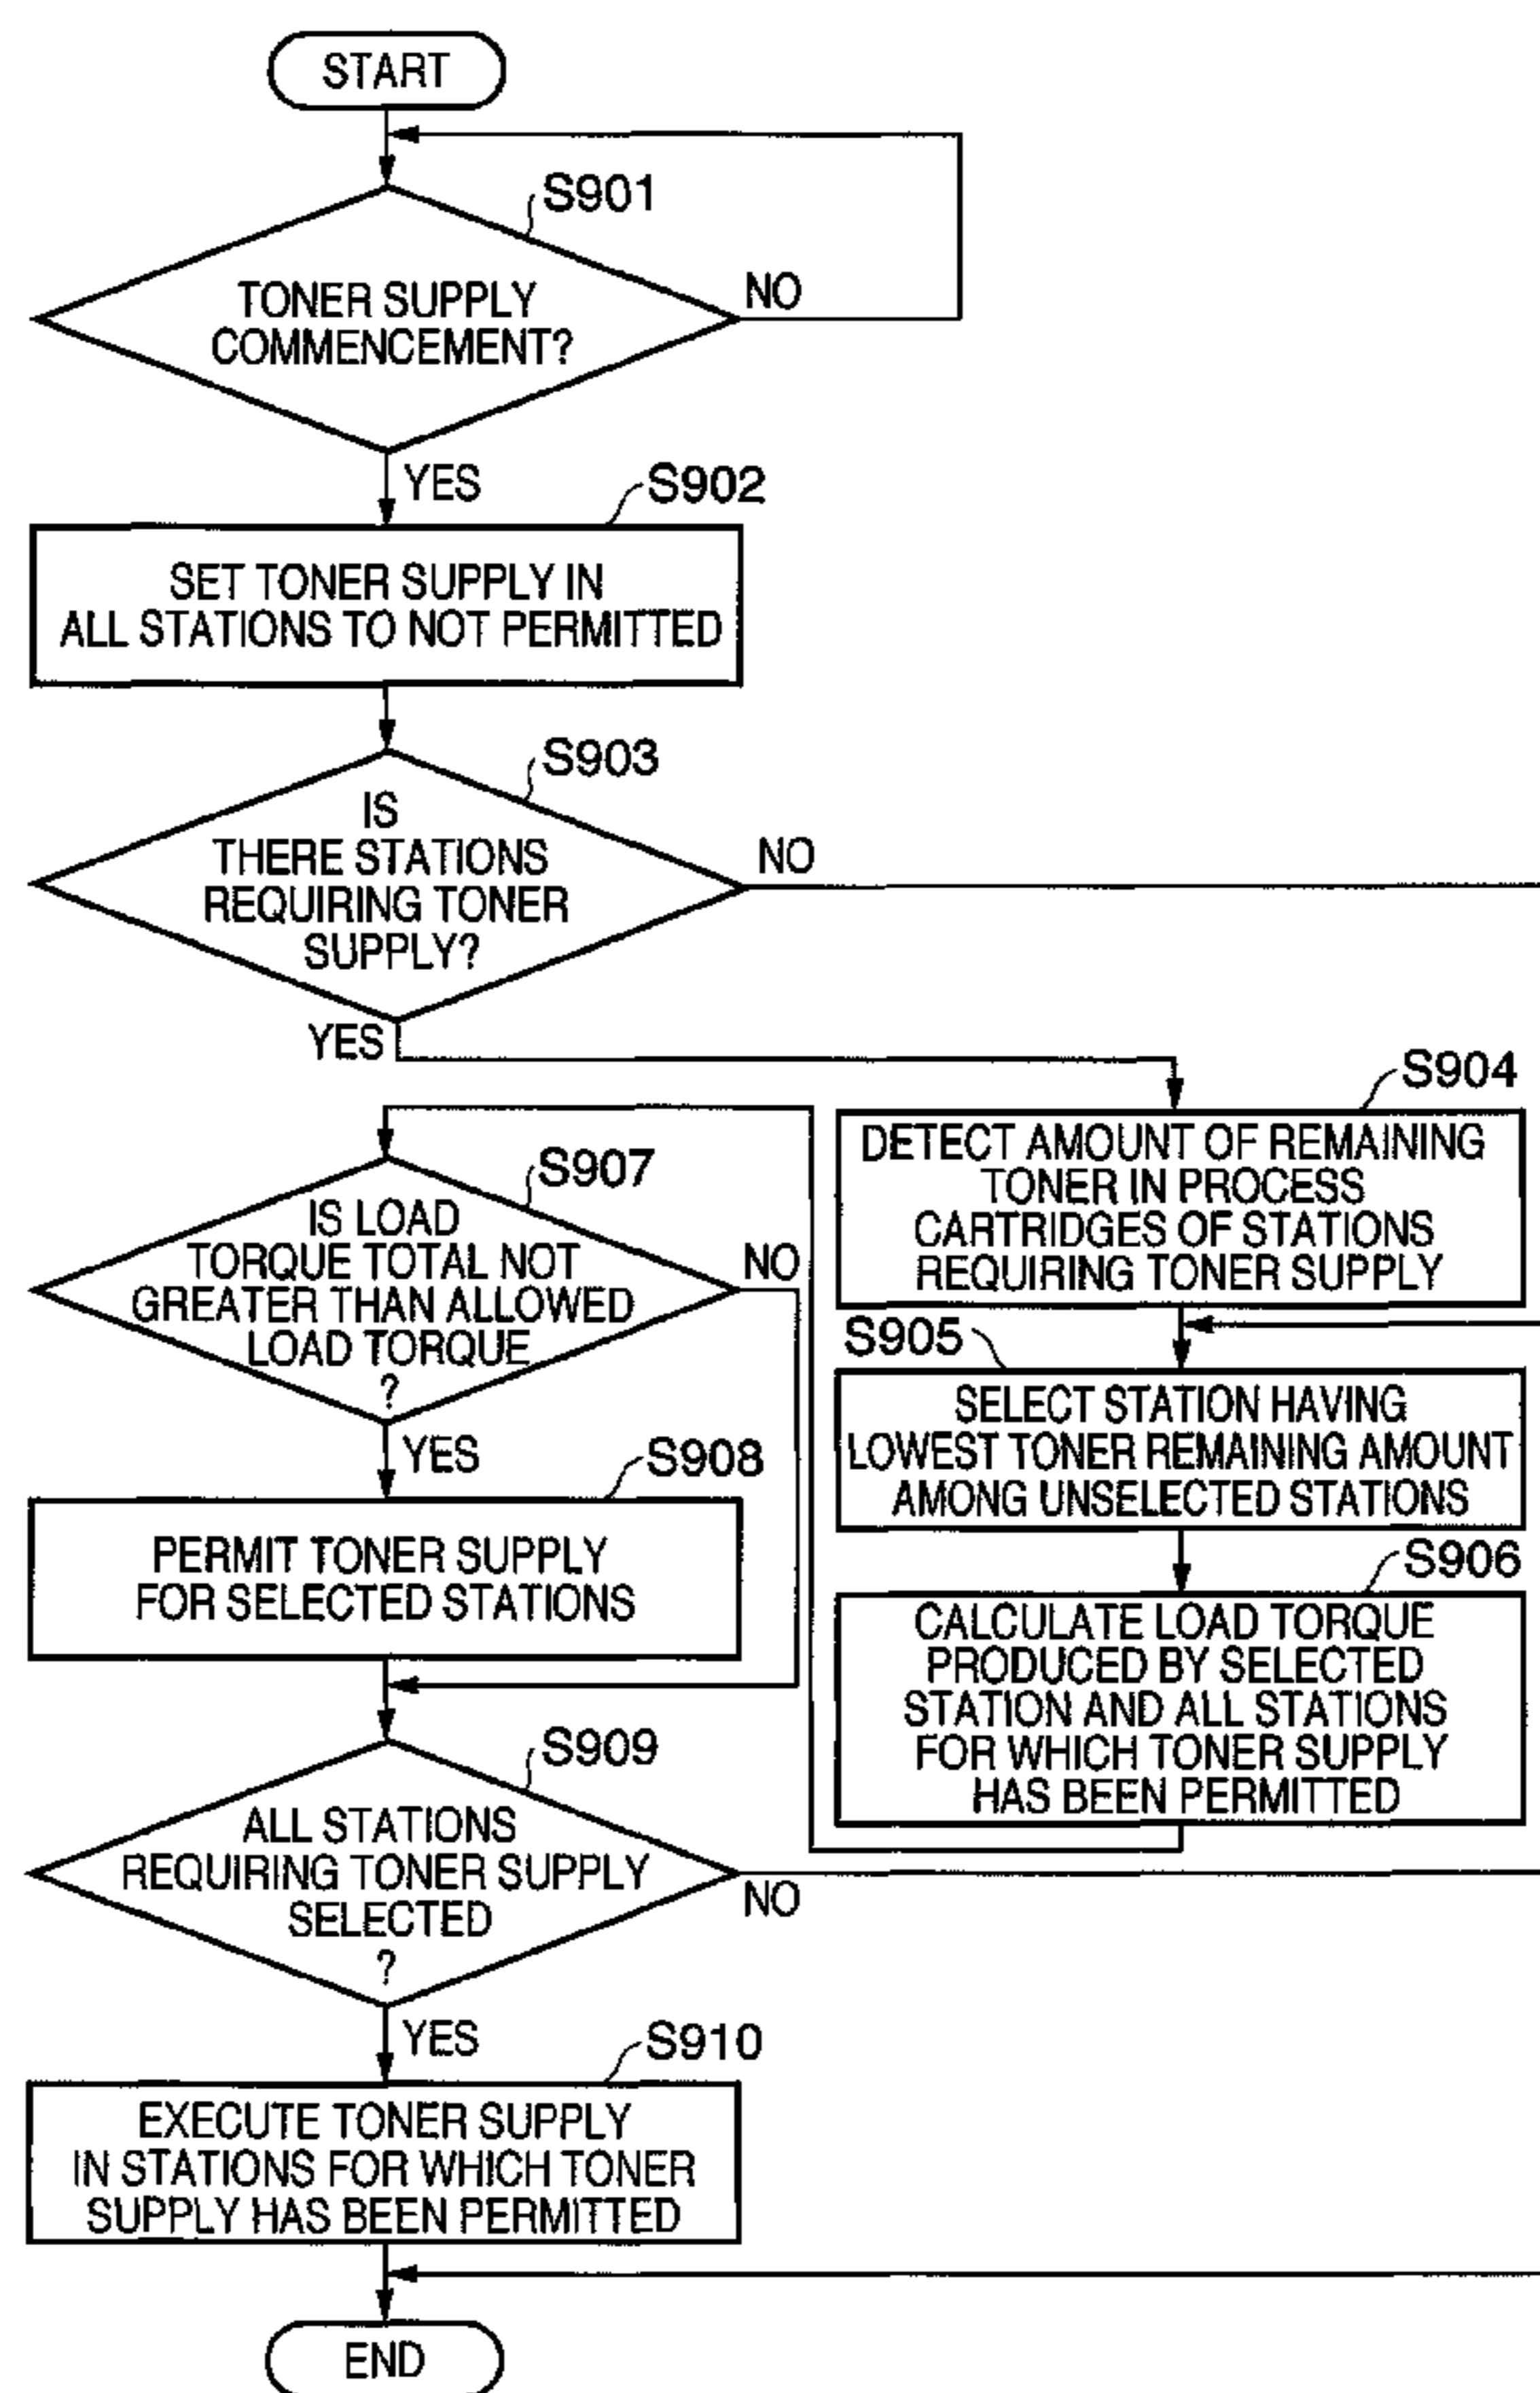 START
S901
TONER SUPPLY
COMMENCEMENT?
NO
YES
S902
SET TONER SUPPLY IN
ALL STATIONS TO NOT PERMITTED
S903
IS
THERE STATIONS
REQUIRING TONER
SUPPLY?
NO
YES
S904
DETECT AMOUNT OF REMAINING
TONER IN PROCESS
CARTRIDGES OF STATIONS
REQUIRING TONER SUPPLY
S905
SELECT STATION HAVING
LOWEST TONER REMAINING AMOUNT
AMONG UNSELECTED STATIONS
S906
CALCULATE LOAD TORQUE
PRODUCED BY SELECTED
STATION AND ALL STATIONS
FOR WHICH TONER SUPPLY
HAS BEEN PERMITTED
S907
IS LOAD
TORQUE TOTAL NOT
GREATER THAN ALLOWED
LOAD TORQUE
?
NO
YES
S908
PERMIT TONER SUPPLY
FOR SELECTED STATIONS
S909
ALL STATIONS
REQUIRING TONER SUPPLY
SELECTED
?
NO
YES
S910
EXECUTE TONER SUPPLY
IN STATIONS FOR WHICH TONER
SUPPLY HAS BEEN PERMITTED
END